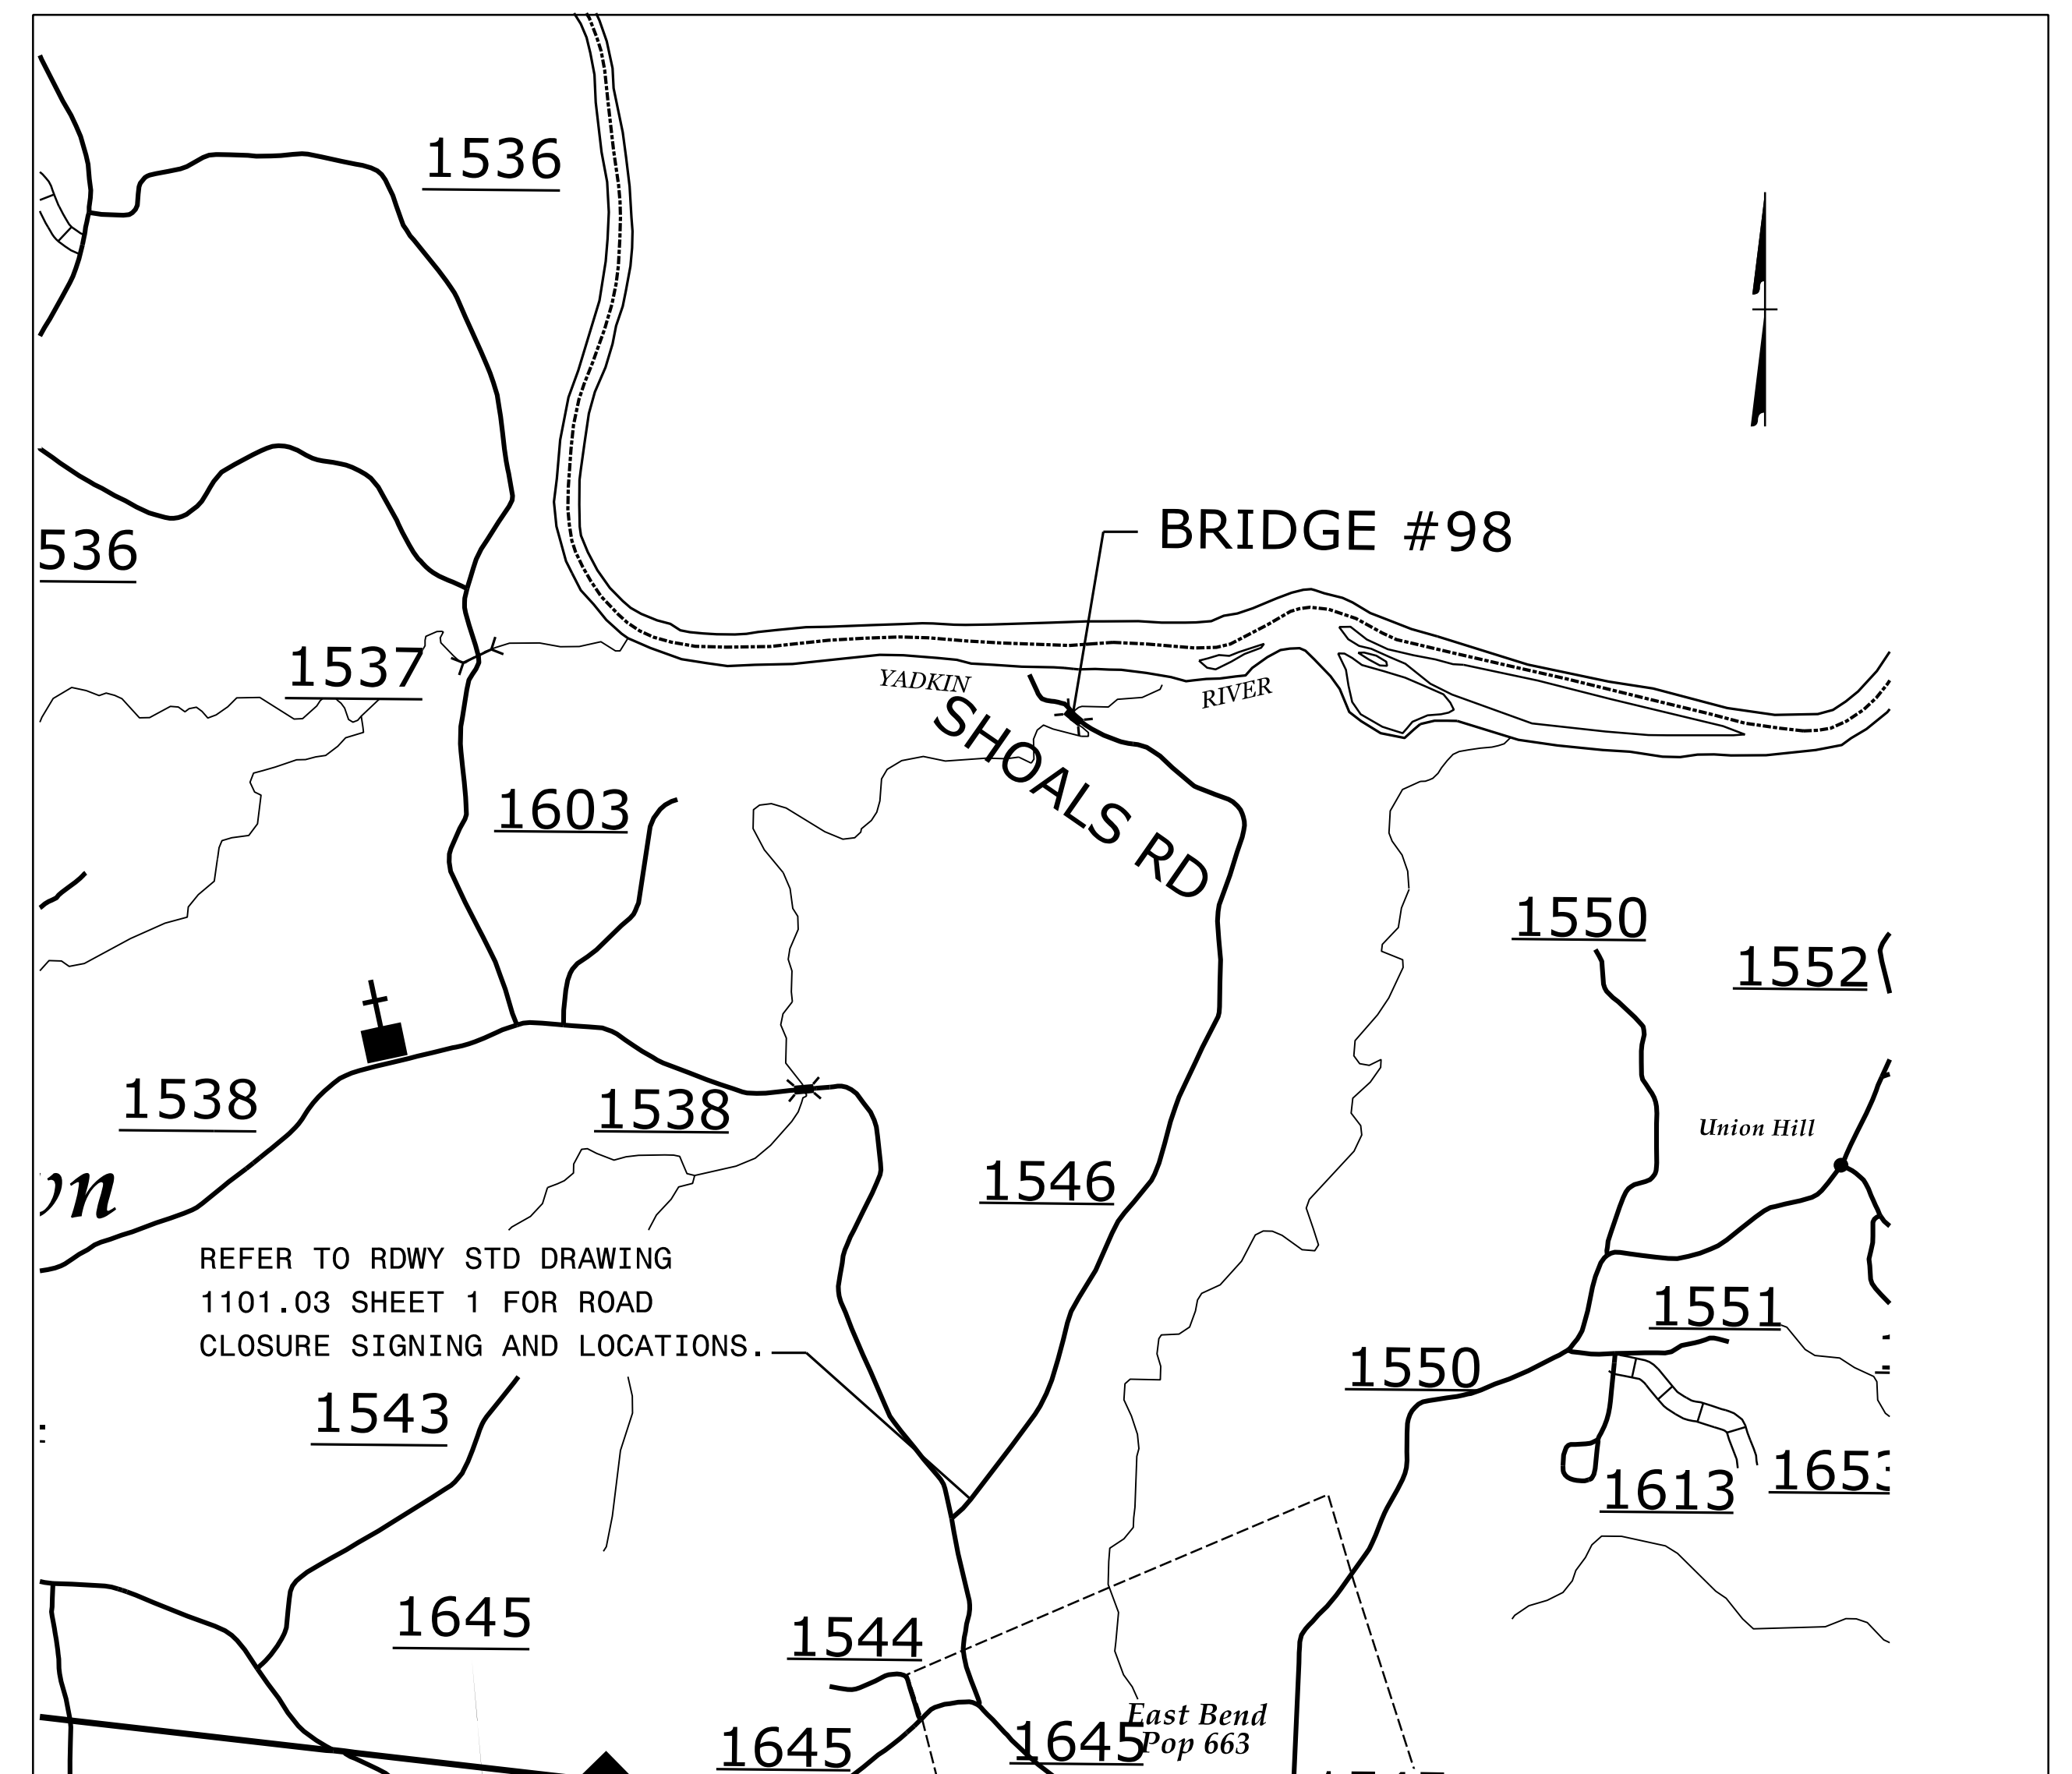 1536
BRIDGE #98
536
1537
YADKIN
RIVER
SHOALS RD
1603
1550
1552
1538
1538
Union Hill
1546
REFER TO RDWY STD DRAWING
1101.03 SHEET 1 FOR ROAD
CLOSURE SIGNING AND LOCATIONS.
1551
1550
1543
1613
1653
1645
1544
East Bend
Pop 663
1645
1645